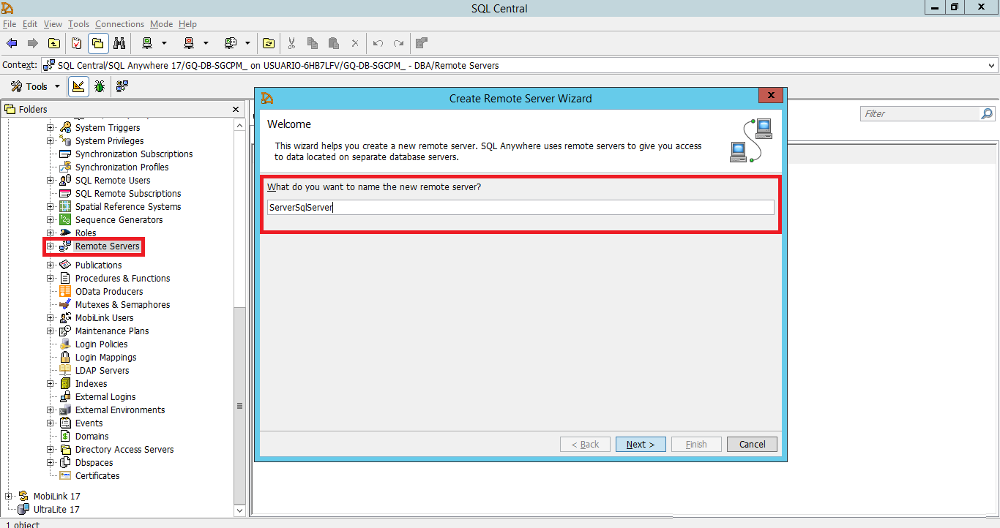 SQL Central
File Edit View Tools Connections Mode Help
Context: SQL Central/SQL Anywhere 17/GQ-DB-SGCPM_ on USUARIO-6HB7LFV/GQ-DB-SGCPM_ - DBA/Remote Servers
Tools
Folders
System Triggers
System Privileges
Synchronization Subscriptions
Synchronization Profiles
SQL Remote Users
SQL Remote Subscriptions
Spatial Reference Systems
Sequence Generators
Roles
Remote Servers
Publications
Procedures & Functions
OData Producers
Mutexes & Semaphores
MobiLink Users
Maintenance Plans
Login Policies
Login Mappings
LDAP Servers
Indexes
External Logins
External Environments
Events
Domains
Directory Access Servers
Dbspaces
Certificates
MobiLink 17
UltraLite 17
1 object
Filter
Create Remote Server Wizard
Welcome
This wizard helps you create a new remote server. SQL Anywhere uses remote servers to give you access
to data located on separate database servers.
What do you want to name the new remote server?
ServerSqlServer
< Back Next > Finish Cancel